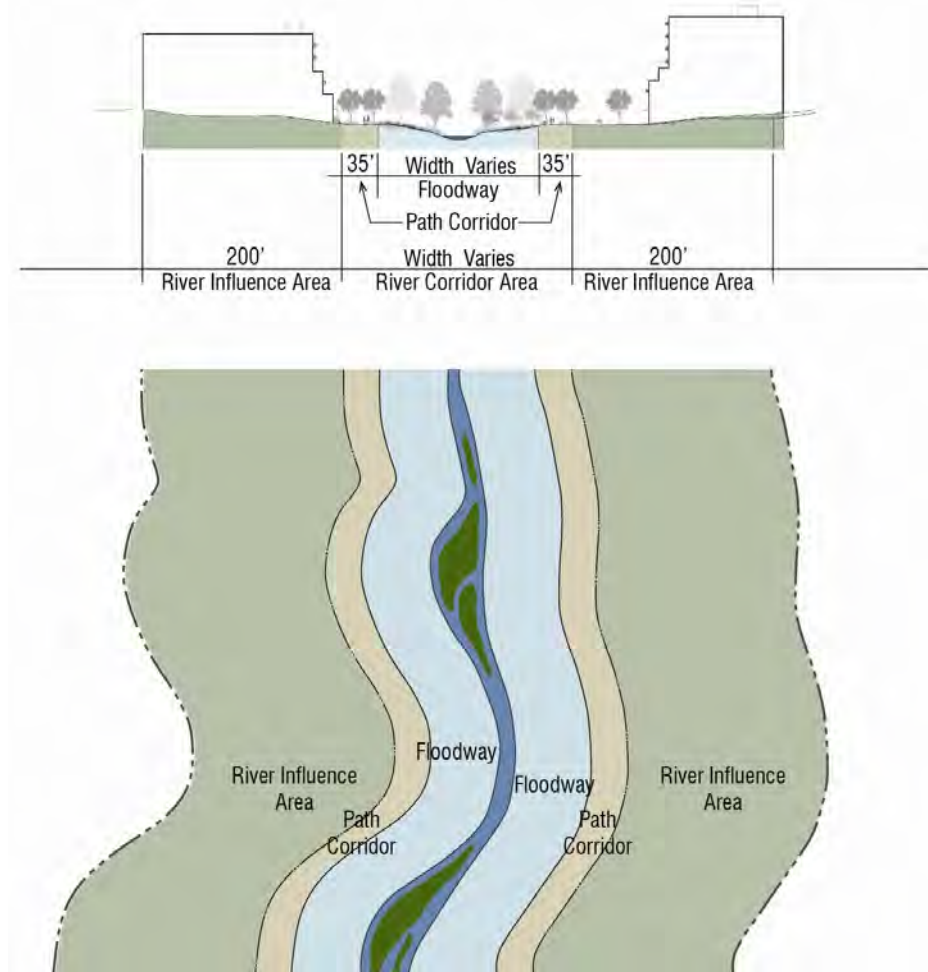 35' Width Varies 35'
Floodway
Path Corridor
200' Width Varies 200'
River Influence Area River Corridor Area River Influence Area
Floodway
Floodway
River Influence
Area
River Influence
Area
Path
Corridor
Path
Corridor